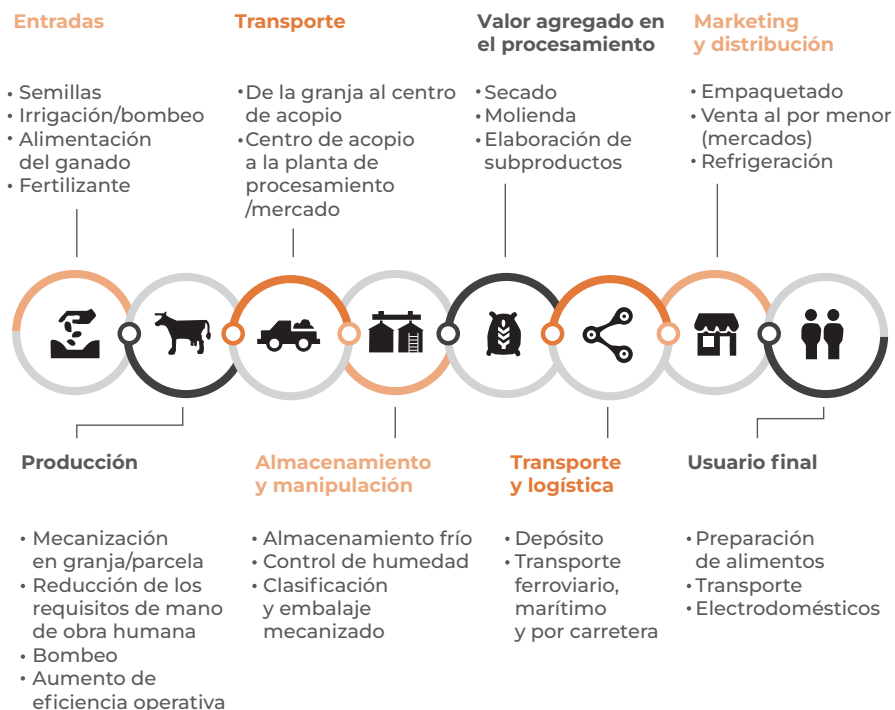 Entradas
• Semillas
• Irrigación/bombeo
• Alimentación
del ganado
• Fertilizante
Transporte
• De la granja al centro
de acopio
• Centro de acopio
a la planta de
procesamiento
/mercado
Valor agregado en
el procesamiento
• Secado
• Molienda
• Elaboración de
subproductos
Marketing
y distribución
• Empaquetado
• Venta al por menor
(mercados)
• Refrigeración
Producción
• Mecanización
en granja/parcela
• Reducción de los
requisitos de mano
de obra humana
• Bombeo
• Aumento de
eficiencia operativa
Almacenamiento
y manipulación
• Almacenamiento frío
• Control de humedad
• Clasificación
y embalaje
mecanizado
Transporte
y logística
• Depósito
• Transporte
ferroviario,
marítimo
y por carretera
Usuario final
• Preparación
de alimentos
• Transporte
• Electrodomésticos